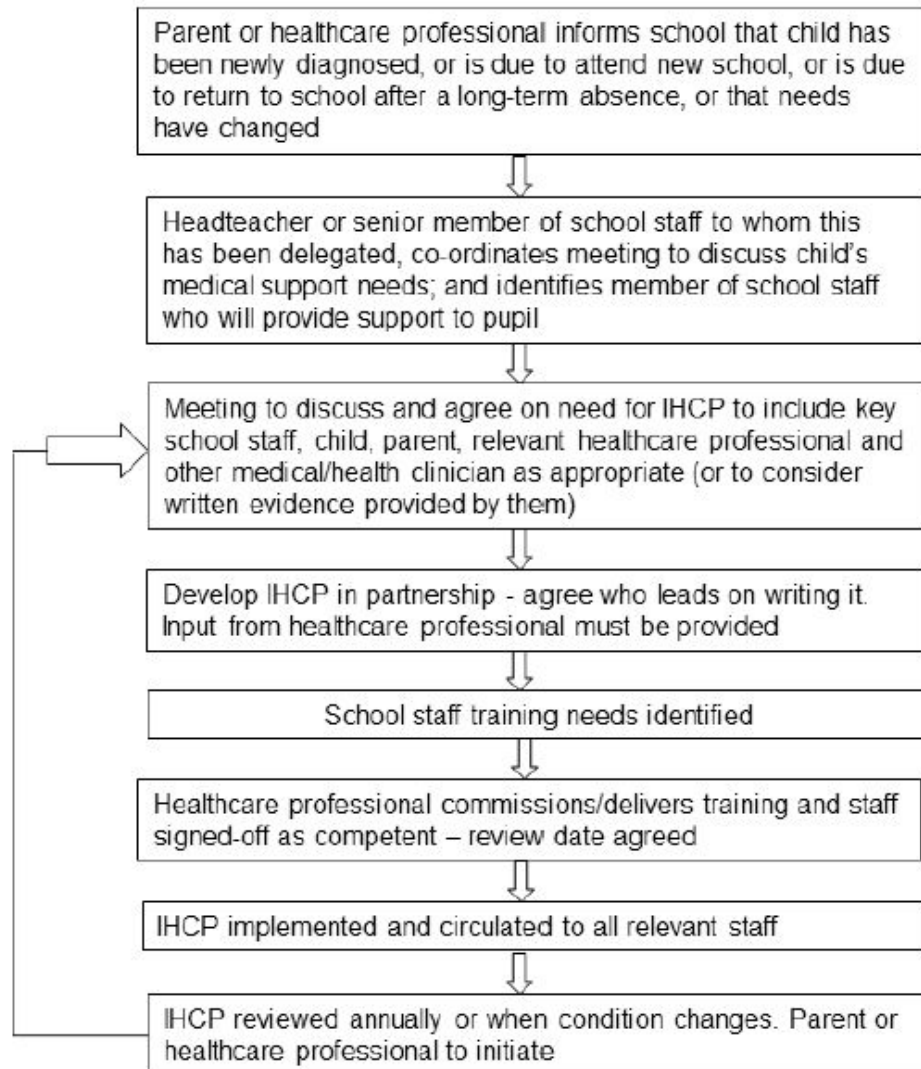 Parent or healthcare professional informs school that child has
been newly diagnosed, or is due to attend new school, or is due
to return to school after a long-term absence, or that needs
have changed
Headteacher or senior member of school staff to whom this
has been delegated, co-ordinates meeting to discuss child's
medical support needs; and identifies member of school staff
who will provide support to pupil
Meeting to discuss and agree on need for IHCP to include key
school staff, child, parent, relevant healthcare professional and
other medical/health clinician as appropriate (or to consider
written evidence provided by them)
Develop IHCP in partnership - agree who leads on writing it.
Input from healthcare professional must be provided
School staff training needs identified
Healthcare professional commissions/delivers training and staff
signed-off as competent – review date agreed
IHCP implemented and circulated to all relevant staff
IHCP reviewed annually or when condition changes. Parent or
healthcare professional to initiate